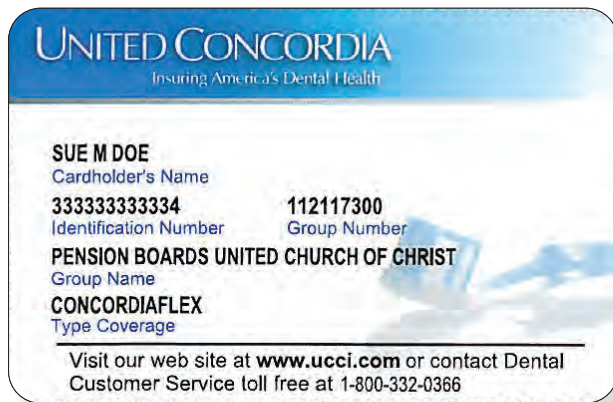 UNITED CONCORDIA
Insuring America's Dental Health
SUE M DOE
Cardholder's Name
333333333334 112117300
Identification Number Group Number
PENSION BOARDS UNITED CHURCH OF CHRIST
Group Name
CONCORDIAFLEX
Type Coverage
Visit our web site at www.ucci.com or contact Dental
Customer Service toll free at 1-800-332-0366